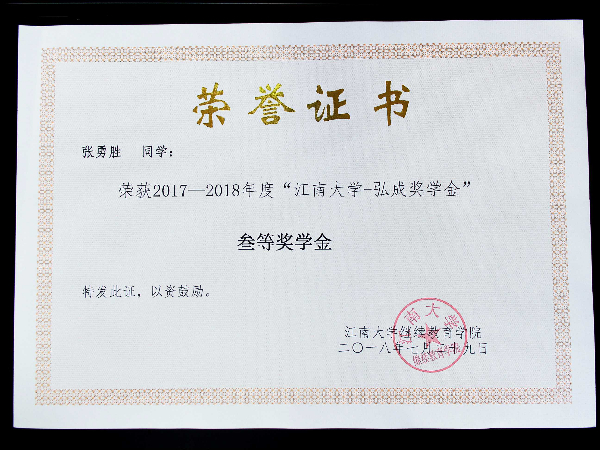 荣誉证书
张勇胜 同学：
荣获2017—2018年度“江南大学-弘成奖学金”
叁等奖学金
特发此证，以资鼓励。
江南大学继续教育学院
二〇一八年十月二十九日